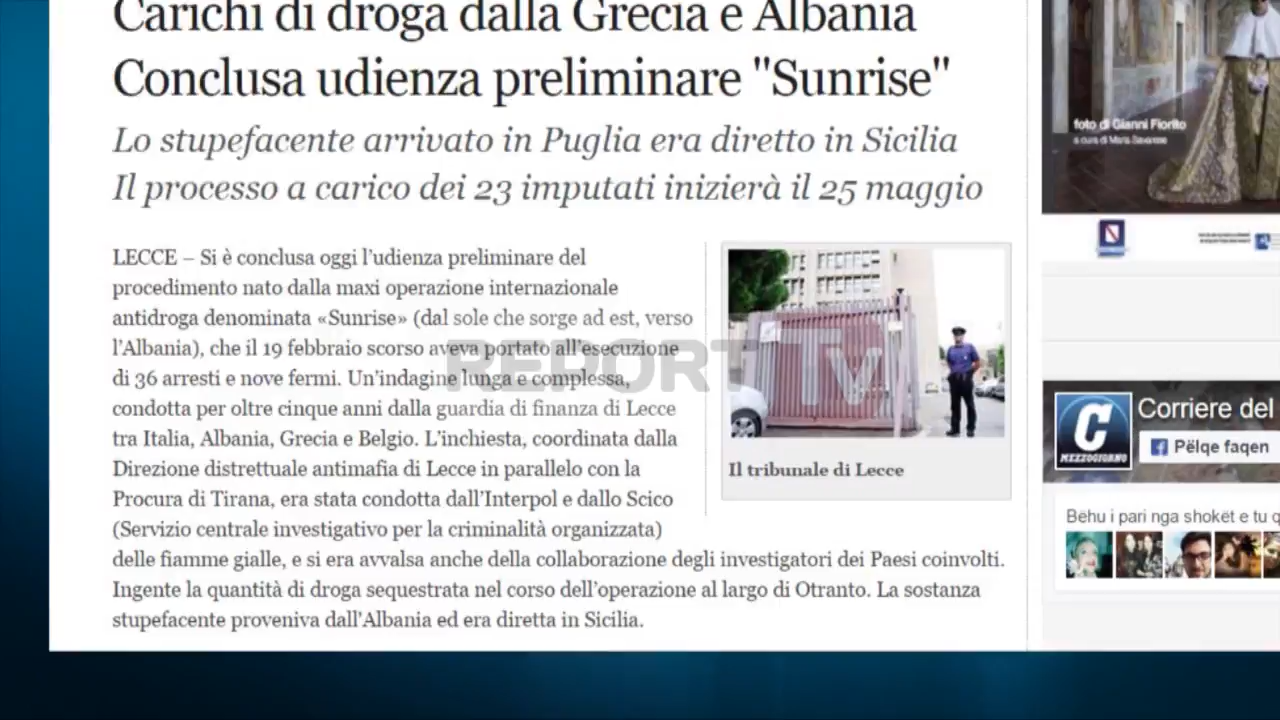 Carichi di droga dalla Grecia e Albania
Conclusa udienza preliminare "Sunrise"
Lo stupefacente arrivato in Puglia era diretto in Sicilia
Il processo a carico dei 23 imputati inizierà il 25 maggio
LECCE – Si è conclusa oggi l’udienza preliminare del
procedimento nato dalla maxi operazione internazionale
antidroga denominata «Sunrise» (dal sole che sorge ad est, verso
l’Albania), che il 19 febbraio scorso aveva portato all’esecuzione
di 36 arresti e nove fermi. Un’indagine lunga e complessa,
condotta per oltre cinque anni dalla guardia di finanza di Lecce
tra Italia, Albania, Grecia e Belgio. L’inchiesta, coordinata dalla
Direzione distrettuale antimafia di Lecce in parallelo con la
Procura di Tirana, era stata condotta dall’Interpol e dallo Scico
(Servizio centrale investigativo per la criminalità organizzata)
delle fiamme gialle, e si era avvalsa anche della collaborazione degli investigatori dei Paesi coinvolti.
Ingente la quantità di droga sequestrata nel corso dell’operazione al largo di Otranto. La sostanza
stupefacente proveniva dall’Albania ed era diretta in Sicilia.
Il tribunale di Lecce
REPORT TV
foto di Gianni Fiorito
a cura di Maria Savarese
C
MEZZOGIORNO
Corriere del
Pëlqe faqen
Bëhu i pari nga shokët e tu q